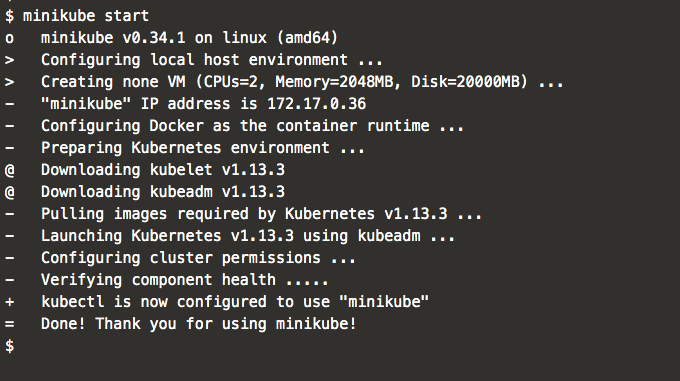 $ minikube start
o   minikube v0.34.1 on linux (amd64)
>   Configuring local host environment ...
>   Creating none VM (CPUs=2, Memory=2048MB, Disk=20000MB) ...
-   "minikube" IP address is 172.17.0.36
-   Configuring Docker as the container runtime ...
-   Preparing Kubernetes environment ...
@   Downloading kubelet v1.13.3
@   Downloading kubeadm v1.13.3
-   Pulling images required by Kubernetes v1.13.3 ...
-   Launching Kubernetes v1.13.3 using kubeadm ...
-   Configuring cluster permissions ...
-   Verifying component health .....
+   kubectl is now configured to use "minikube"
=   Done! Thank you for using minikube!
$